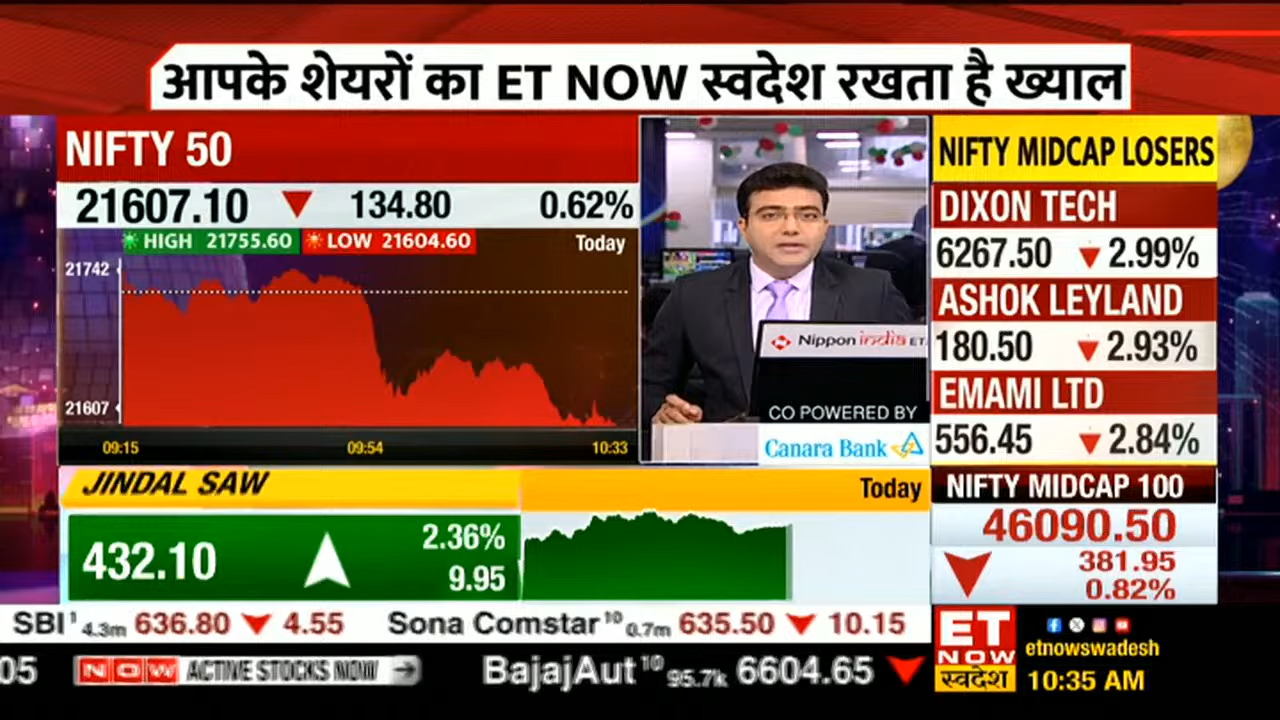 आपके शेयरों का ET NOW स्वदेश रखता है ख्याल
NIFTY 50
21607.10 ▼ 134.80 0.62%
HIGH 21755.60 LOW 21604.60 Today
21742
21607
09:15 09:54 10:33
Nippon india ET
CO POWERED BY
Canara Bank
NIFTY MIDCAP LOSERS
DIXON TECH
6267.50 ▼ 2.99%
ASHOK LEYLAND
180.50 ▼ 2.93%
EMAMI LTD
556.45 ▼ 2.84%
NIFTY MIDCAP 100
46090.50
▼ 381.95
0.82%
JINDAL SAW Today
432.10 ▲ 2.36%
9.95
SBI 4.3m 636.80 ▼ 4.55 Sona Comstar 10 0.7m 635.50 ▼ 10.15
05 NOW ACTIVE STOCKS NOW → BajajAut 10 95.7k 6604.65 ▼
ET
NOW
स्वदेश
etnowswadesh
10:35 AM